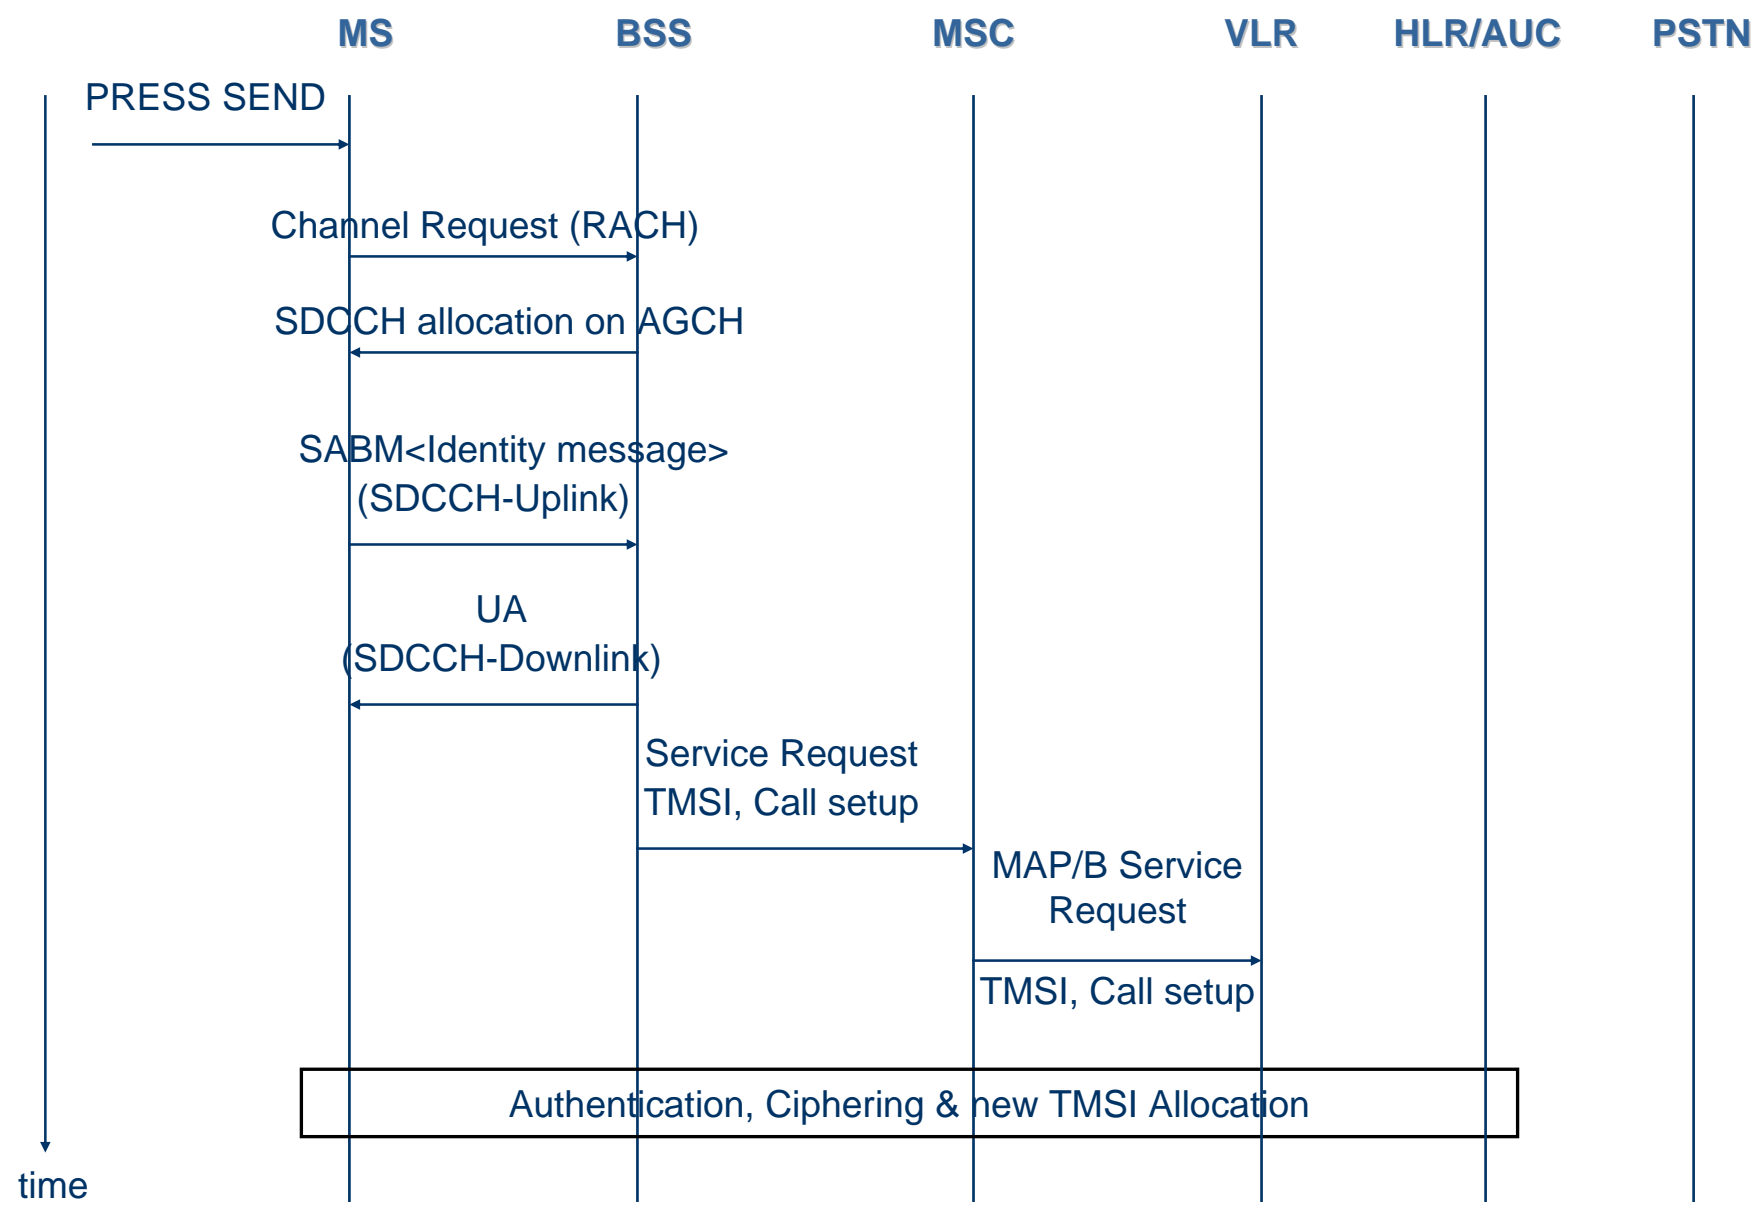 MS BSS MSC VLR HLR/AUC PSTN
PRESS SEND
Channel Request (RACH)
SDCCH allocation on AGCH
SABM<Identity message>
(SDCCH-Uplink)
UA
(SDCCH-Downlink)
Service Request
TMSI, Call setup
MAP/B Service
Request
TMSI, Call setup
Authentication, Ciphering & new TMSI Allocation
time